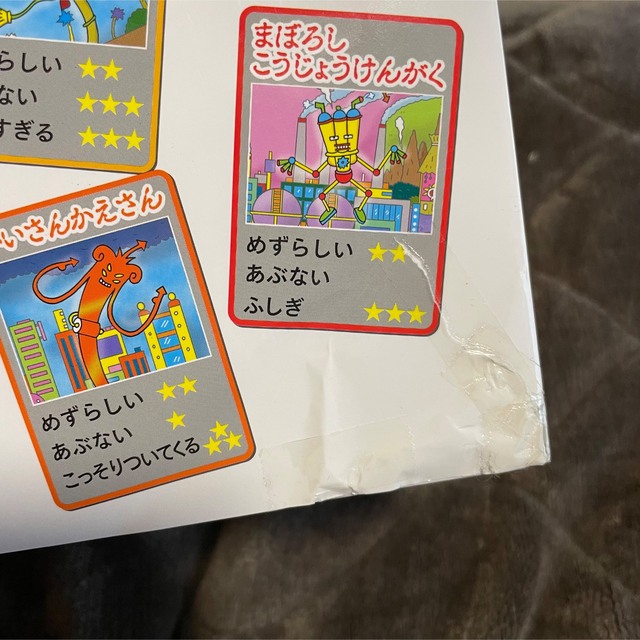 らしい ★★
ない ★★★
すぎる ★★★
まぼろし
こうじょうけんがく
めずらしい ★★
あぶない
ふしぎ ★★★
いさんかえさん
めずらしい ★★
あぶない ★
こっそりついてくる ★★★